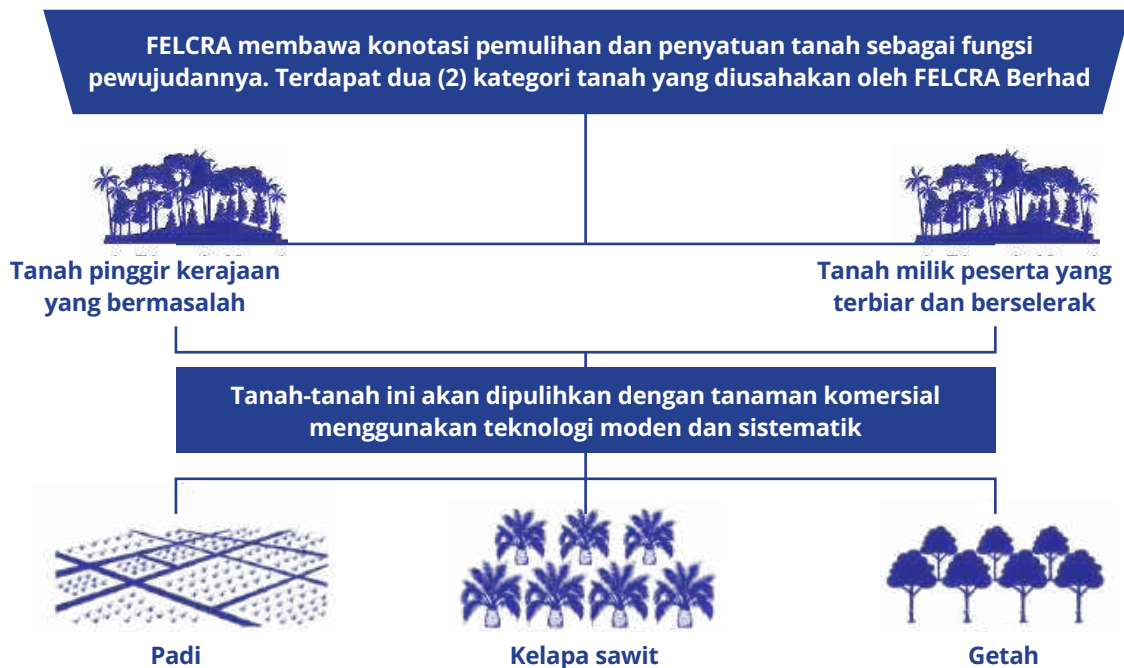 FELCRA membawa konotasi pemulihan dan penyatuan tanah sebagai fungsi
pewujudannya. Terdapat dua (2) kategori tanah yang diusahakan oleh FELCRA Berhad
Tanah pinggir kerajaan
yang bermasalah
Tanah milik peserta yang
terbiar dan berselerak
Tanah-tanah ini akan dipulihkan dengan tanaman komersial
menggunakan teknologi moden dan sistematik
Padi
Kelapa sawit
Getah